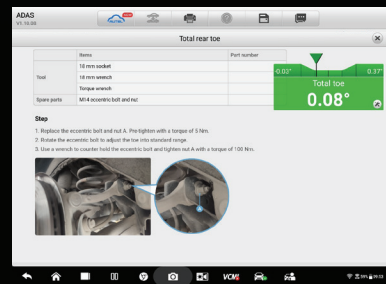 ADAS
Total rear toe
Items
Part number
18 mm socket
Tool
18 mm wrench
Torque wrench
Spare parts
M14 eccentric bolt and nut
-0.03°
0.37°
Total toe
0.08°
Step
1. Replace the eccentric bolt and nut A. Pre-tighten with a torque of 5 Nm.
2. Rotate the eccentric bolt to adjust the toe into standard range.
3. Use a wrench to counter hold the eccentric bolt and tighten nut A with a torque of 100 Nm.
VCMI